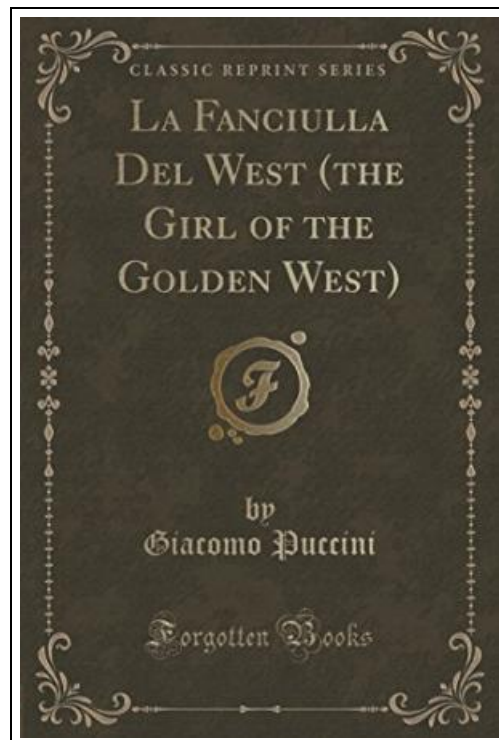 CLASSIC REPRINT SERIES
LA FANCIULLA
DEL WEST (THE
GIRL OF THE
GOLDEN WEST)
F
by
Giacomo Puccini
Forgotten Books